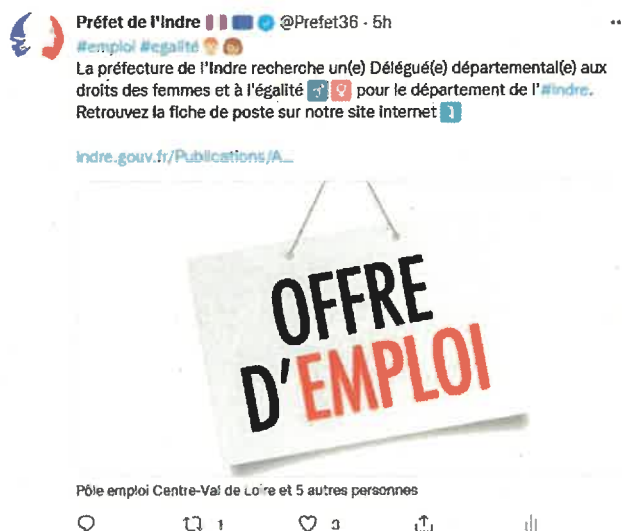 Préfet de l'Indre @Prefet36 · 5h
#emploi #egalité
La préfecture de l'Indre recherche un(e) Délégué(e) départemental(e) aux
droits des femmes et à l'égalité pour le département de l'#Indre.
Retrouvez la fiche de poste sur notre site internet
indre.gouv.fr/Publications/A...
OFFRE
D'EMPLOI
Pôle emploi Centre-Val de Loire et 5 autres personnes
1 3